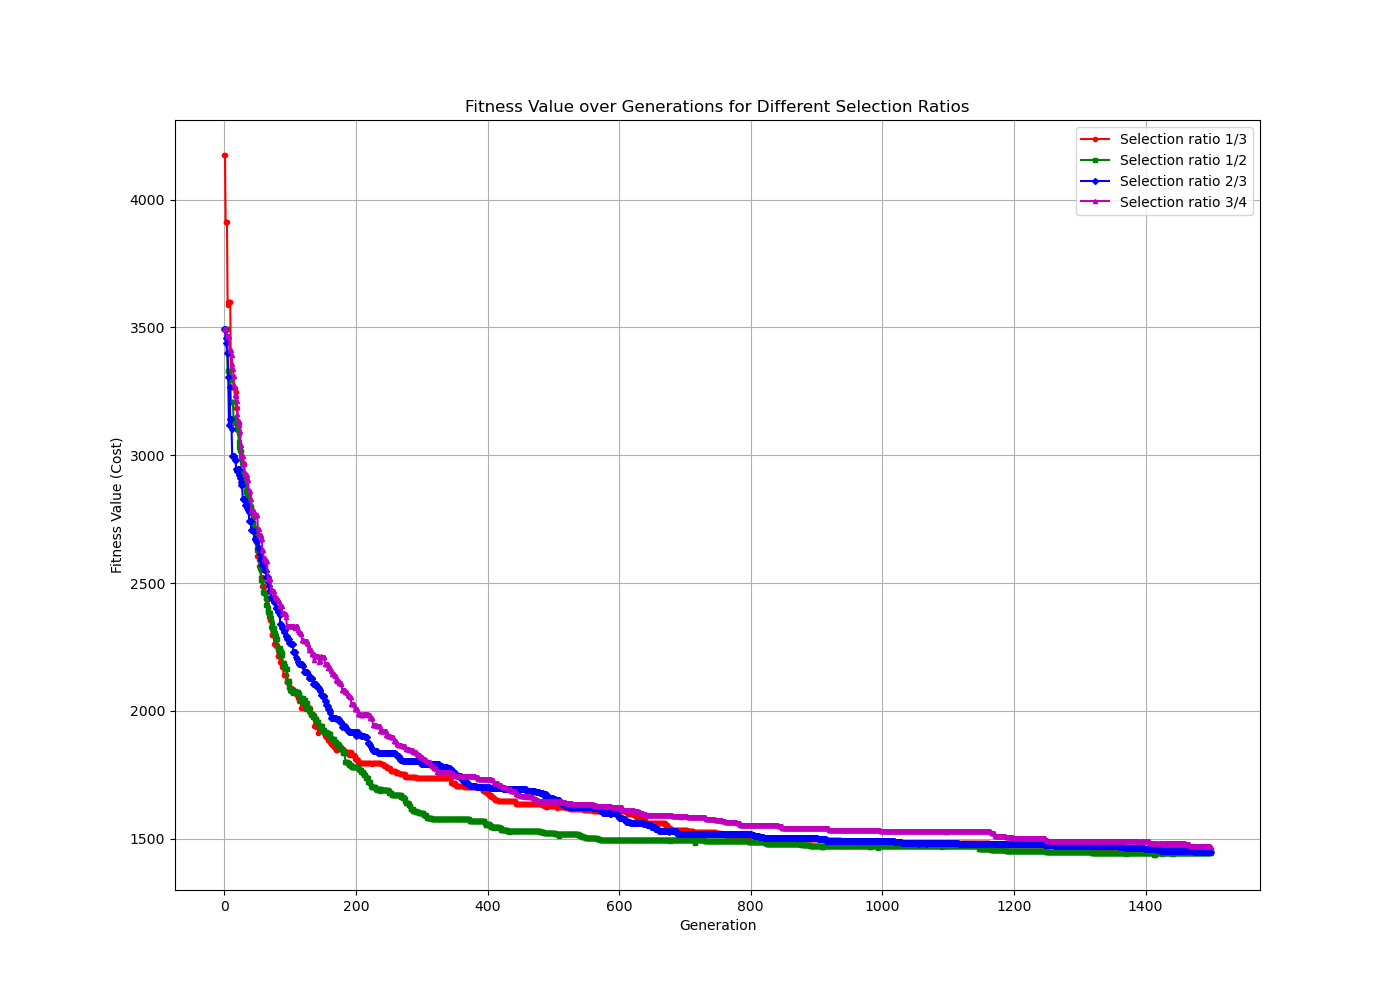 Fitness Value over Generations for Different Selection Ratios
Selection ratio 1/3
Selection ratio 1/2
Selection ratio 2/3
Selection ratio 3/4
4000
3500
3000
2500
2000
1500
Fitness Value (Cost)
0 200 400 600 800 1000 1200 1400
Generation